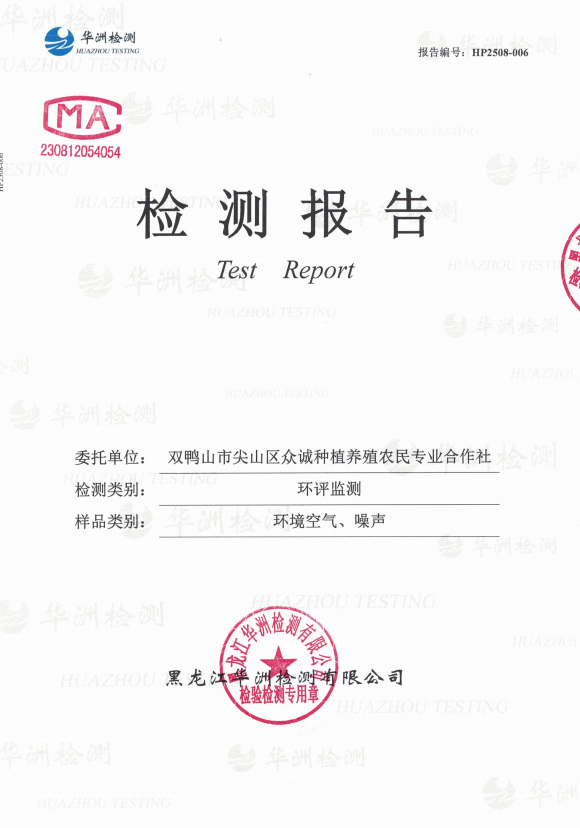 华洲检测
HUAZHOU TESTING
报告编号：HP2508-006
MA
230812054054
HP2508-006
检测报告
Test Report
委托单位： 双鸭山市尖山区众诚种植养殖农民专业合作社
检测类别： 环评监测
样品类别： 环境空气、噪声
黑龙江华洲检测有限公司
黑龙江华洲检测有限公司
检验检测专用章